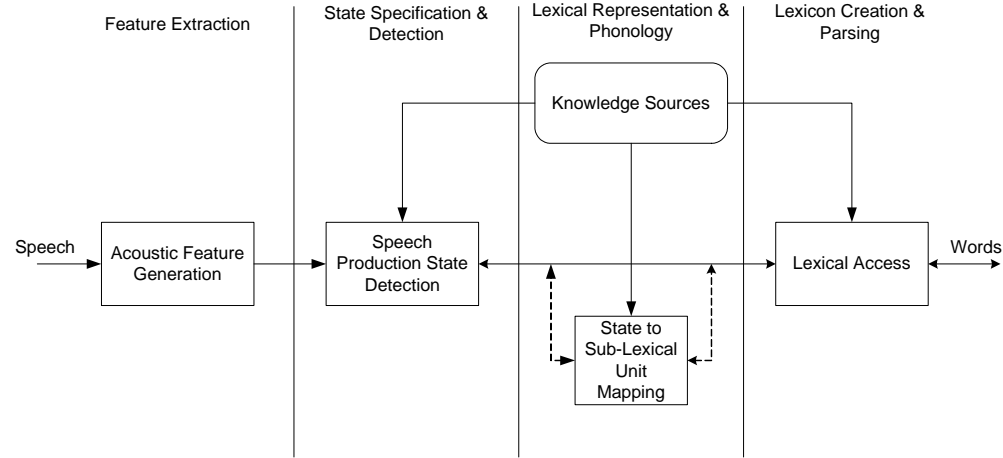 Feature Extraction
State Specification &
Detection
Lexical Representation &
Phonology
Lexicon Creation &
Parsing
Knowledge Sources
Speech
Acoustic Feature
Generation
Speech
Production State
Detection
Lexical Access
Words
State to
Sub-Lexical
Unit
Mapping